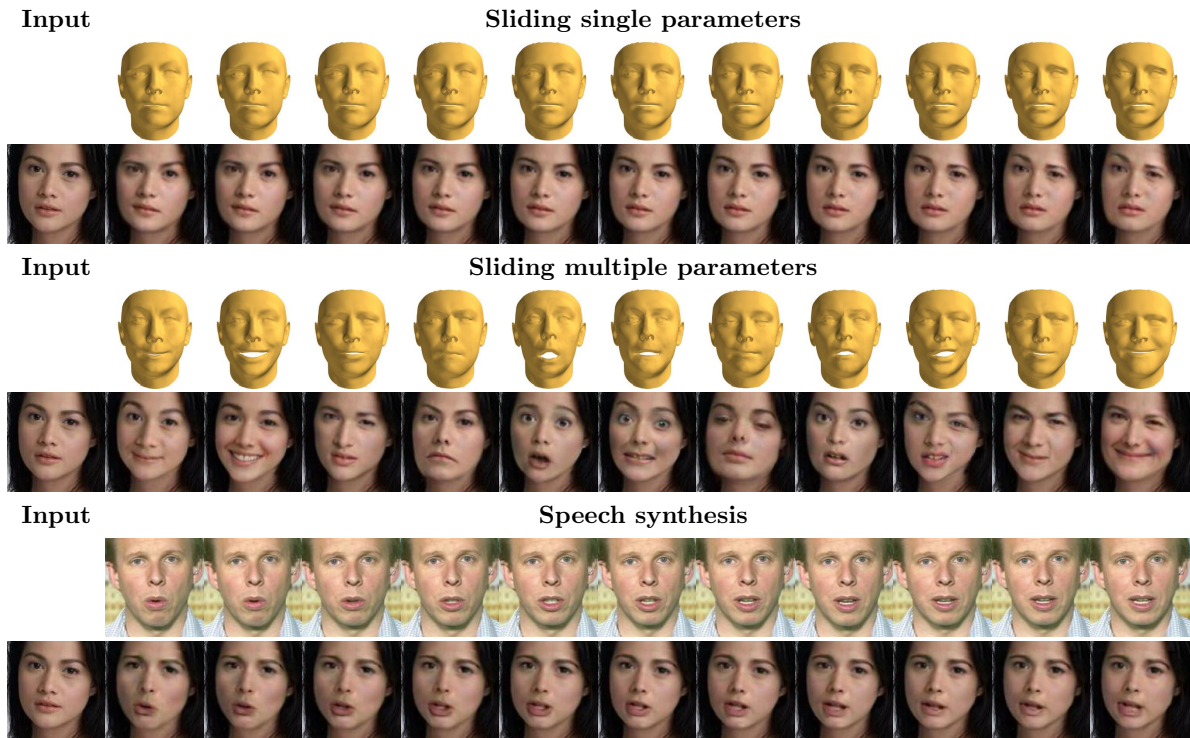 Input Sliding single parameters
Input Sliding multiple parameters
Input Speech synthesis